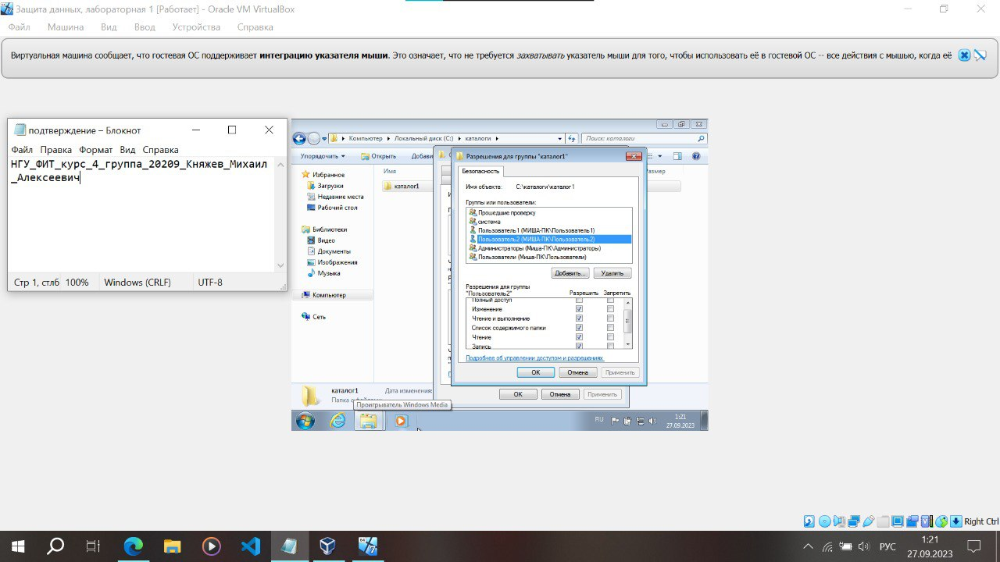 Защита данных, лабораторная 1 [Работает] - Oracle VM VirtualBox
Файл Машина Вид Ввод Устройства Справка
Виртуальная машина сообщает, что гостевая ОС поддерживает интеграцию указателя мыши. Это означает, что не требуется захватывать указатель мыши для того, чтобы использовать её в гостевой ОС -- все действия с мышью, когда её
подтверждение – Блокнот
Файл Правка Формат Вид Справка
НГУ_ФИТ_курс_4_группа_20209_Княжев_Михаил
_Алексеевич
Стр 1, стлб 100% Windows (CRLF) UTF-8
Компьютер Локальный диск (C:) каталоги
Поиск: каталоги
Упорядочить Открыть Добави
Избранное
Загрузки
Недавние места
Рабочий стол
Библиотеки
Видео
Документы
Изображения
Музыка
Компьютер
Сеть
Имя
каталог1
Размер
Разрешения для группы "каталог1"
Безопасность
Имя объекта: C:\каталоги\каталог1
Группы или пользователи:
Прошедшие проверку
система
Пользователь1 (МИША-ПК\Пользователь1)
Пользователь2 (МИША-ПК\Пользователь2)
Администраторы (Миша-ПК\Администраторы)
Пользователи (Миша-ПК\Пользователи)
Добавить... Удалить
Разрешения для группы
"Пользователь2" Разрешить Запретить
Полный доступ
Изменение
Чтение и выполнение
Список содержимого папки
Чтение
Запись
Подробнее об управлении доступом и разрешениях
ОК Отмена Применить
ОК Отмена Применить
каталог1 Дата изменения:
Папка с файлами
Проигрыватель Windows Media
RU
1:21
27.09.2023
Right Ctrl
РУС
1:21
27.09.2023